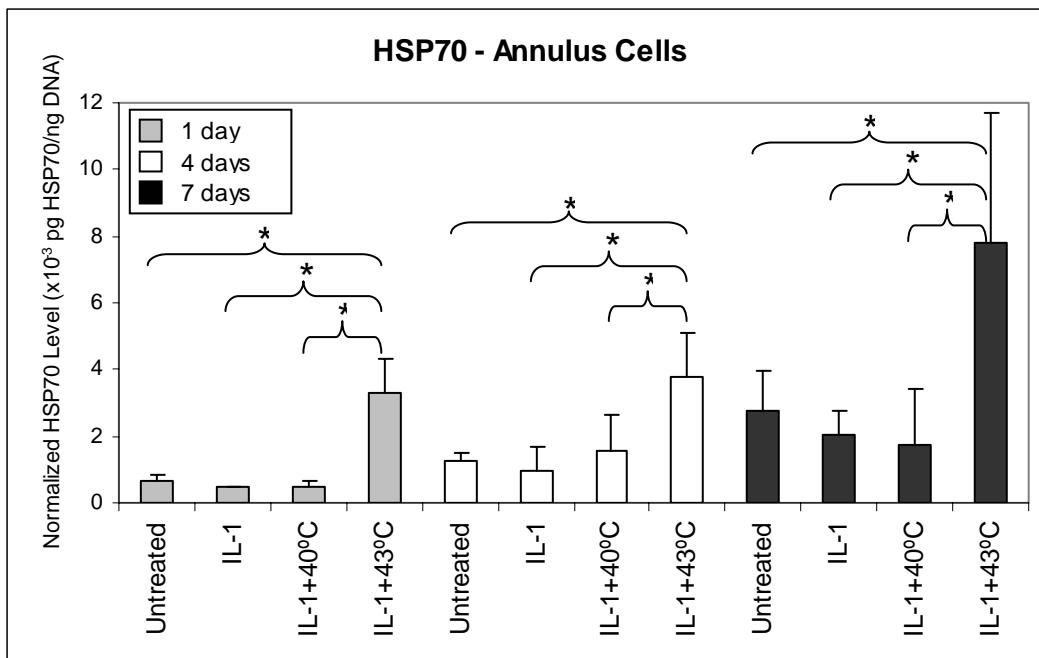 HSP70 - Annulus Cells
Normalized HSP70 Level (x10⁻³ pg HSP70/ng DNA)
12
10
8
6
4
2
0
1 day
4 days
7 days
* * *
* * *
* * *
Untreated
IL-1
IL-1+40ºC
IL-1+43ºC
Untreated
IL-1
IL-1+40ºC
IL-1+43ºC
Untreated
IL-1
IL-1+40ºC
IL-1+43ºC